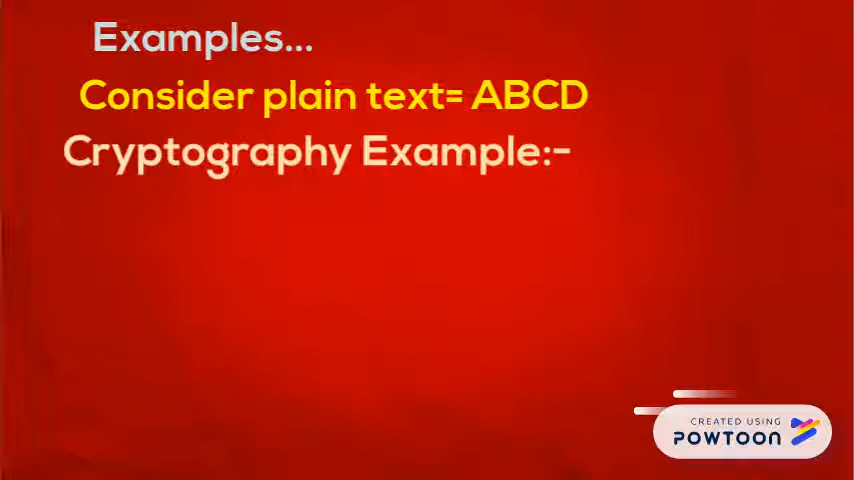 Examples...
Consider plain text= ABCD
Cryptography Example:-
CREATED USING
POWTOON